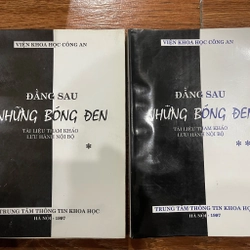 VIỆN KHOA HỌC CÔNG AN
ĐẰNG SAU
NHỮNG BÓNG ĐEN
TÀI LIỆU THAM KHẢO
LƯU HÀNH NỘI BỘ
*
*
TRUNG TÂM THÔNG TIN KHOA HỌC
HÀ NỘI - 1997
VIỆN KHOA HỌC CÔNG AN
ĐẰNG SAU
NHỮNG BÓNG ĐEN
TÀI LIỆU THAM KHẢO
LƯU HÀNH NỘI BỘ
*
*
TRUNG TÂM THÔNG TIN KHOA HỌC
HÀ NỘI - 1997